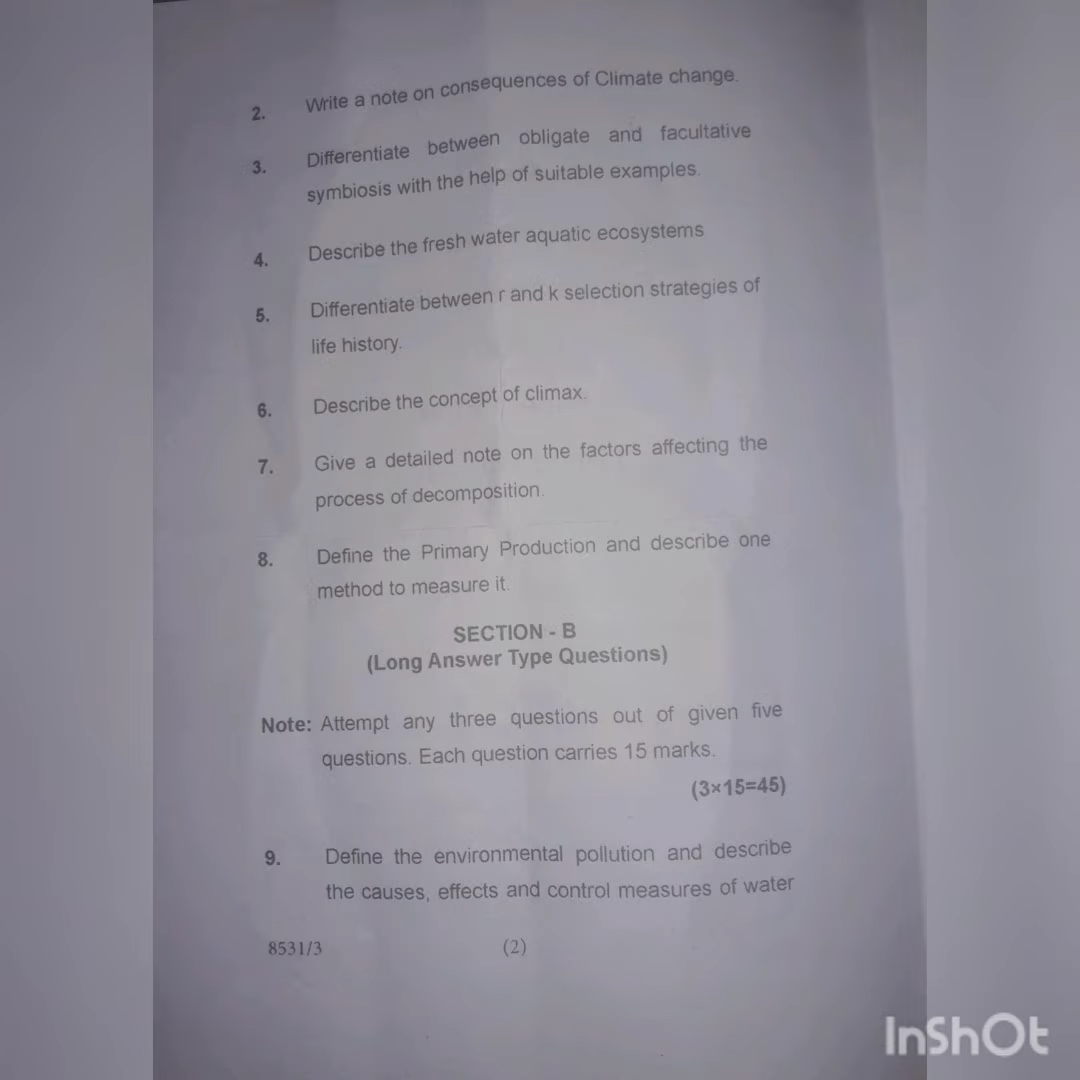 2. Write a note on consequences of Climate change.
3. Differentiate between obligate and facultative
symbiosis with the help of suitable examples.
4. Describe the fresh water aquatic ecosystems
5. Differentiate between r and k selection strategies of
life history.
6. Describe the concept of climax.
7. Give a detailed note on the factors affecting the
process of decomposition.
8. Define the Primary Production and describe one
method to measure it.
SECTION - B
(Long Answer Type Questions)
Note: Attempt any three questions out of given five
questions. Each question carries 15 marks.
(3×15=45)
9. Define the environmental pollution and describe
the causes, effects and control measures of water
8531/3 (2)
InShOt